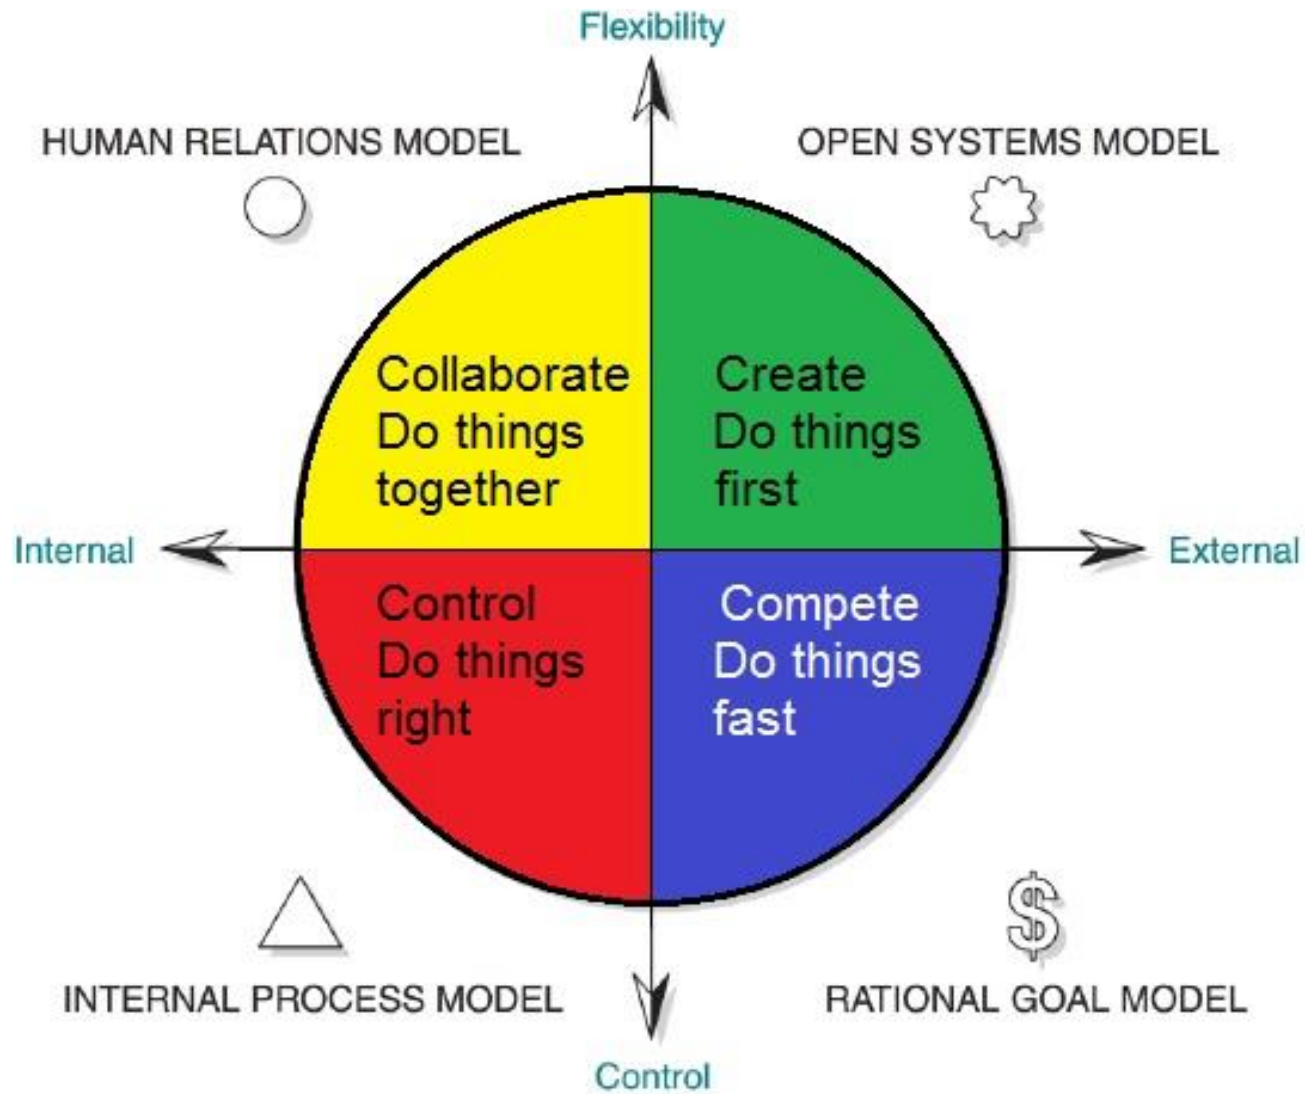 Flexibility
HUMAN RELATIONS MODEL
OPEN SYSTEMS MODEL
Collaborate
Do things
together
Create
Do things
first
Internal
External
Control
Do things
right
Compete
Do things
fast
$
INTERNAL PROCESS MODEL
RATIONAL GOAL MODEL
Control